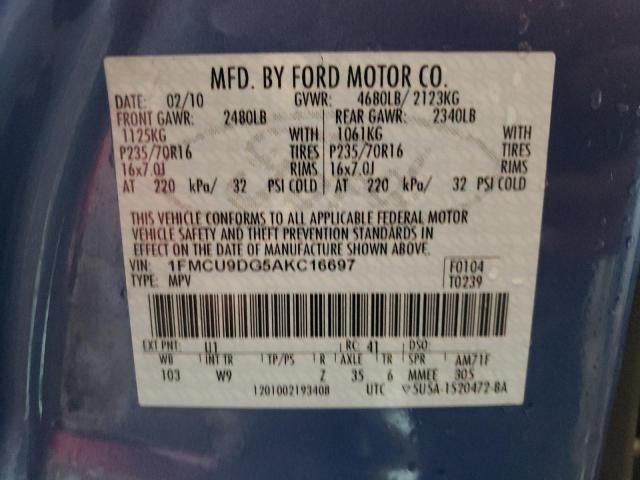 MFD. BY FORD MOTOR CO.
DATE: 02/10 GVWR: 4680LB/ 2123KG
FRONT GAWR: 2480LB REAR GAWR: 2340LB
1125KG WITH 1061KG WITH
P235/70R16 TIRES P235/70R16 TIRES
16x7.0J RIMS 16x7.0J RIMS
AT 220 kPa/ 32 PSI COLD AT 220 kPa/ 32 PSI COLD
THIS VEHICLE CONFORMS TO ALL APPLICABLE FEDERAL MOTOR
VEHICLE SAFETY AND THEFT PREVENTION STANDARDS IN
EFFECT ON THE DATE OF MANUFACTURE SHOWN ABOVE.
VIN: 1FMCU9DG5AKC16697 F0104
TYPE: MPV T0239
EXT PNT: U1 RC: 41 DSO:
WB INT TR TP/PS R AXLE TR SPR AM71F
103 W9 Z 35 6 MMEE 305
1201002193408 UTC SU5A-1520472-BA